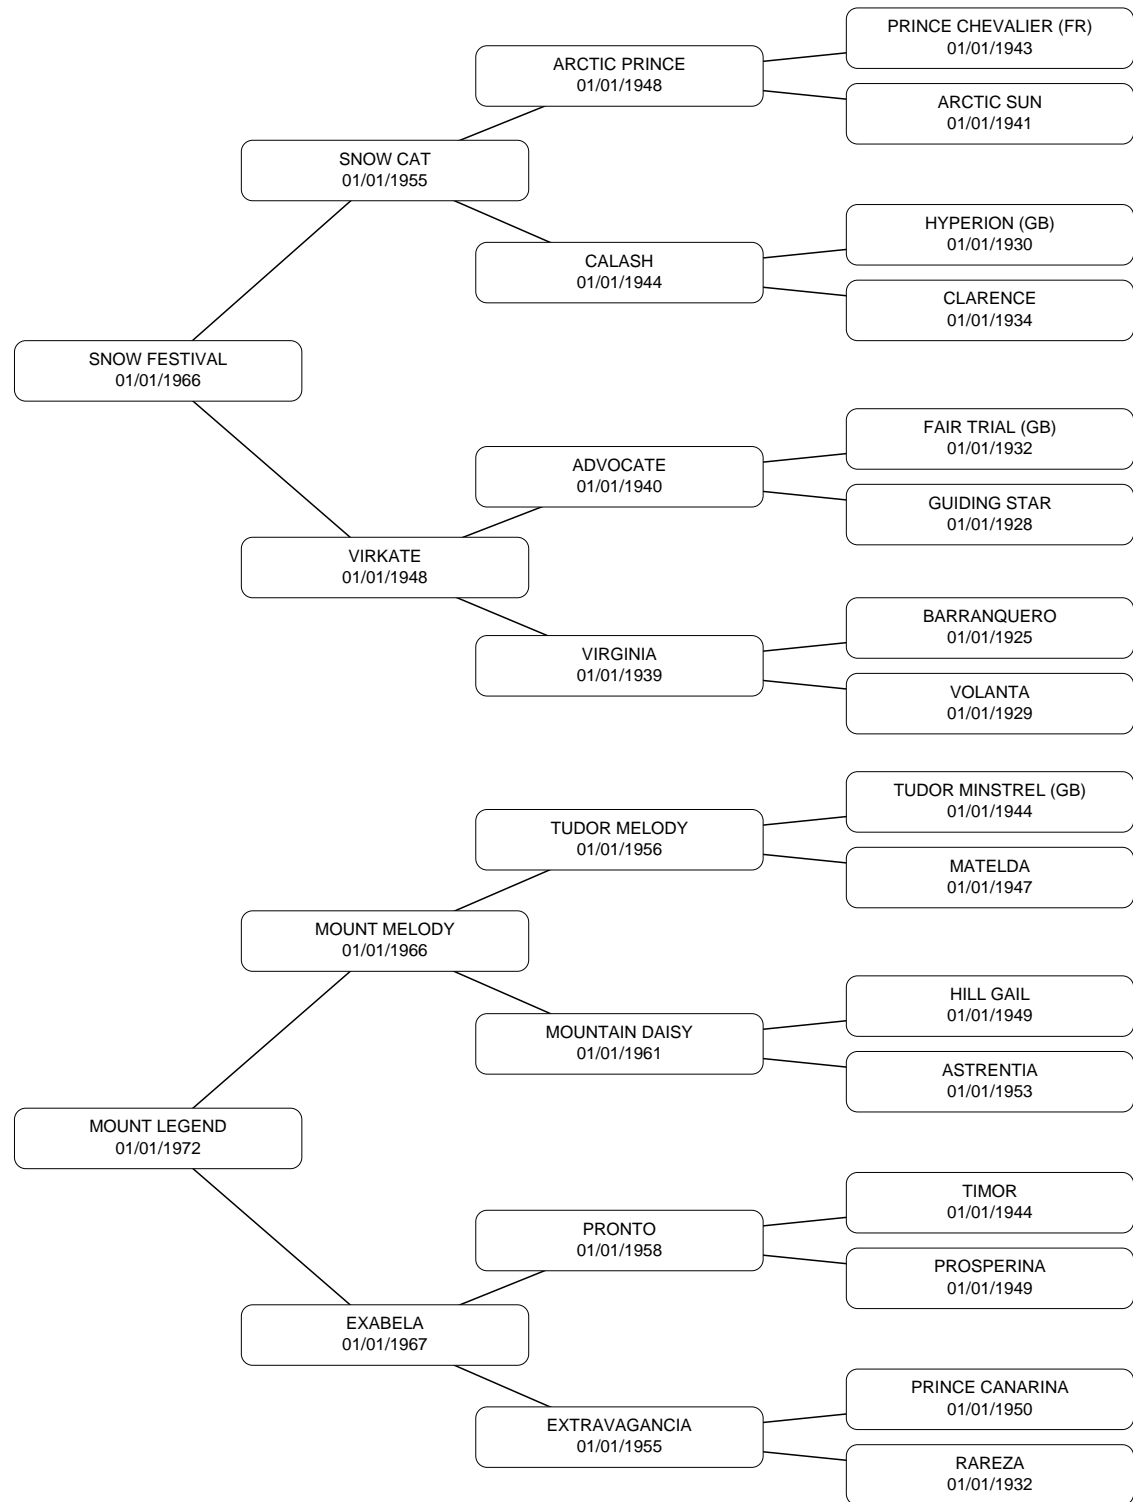 PRINCE CHEVALIER (FR)
01/01/1943
ARCTIC PRINCE
01/01/1948
ARCTIC SUN
01/01/1941
SNOW CAT
01/01/1955
HYPERION (GB)
01/01/1930
CALASH
01/01/1944
CLARENCE
01/01/1934
SNOW FESTIVAL
01/01/1966
FAIR TRIAL (GB)
01/01/1932
ADVOCATE
01/01/1940
GUIDING STAR
01/01/1928
VIRKATE
01/01/1948
BARRANQUERO
01/01/1925
VIRGINIA
01/01/1939
VOLANTA
01/01/1929
TUDOR MINSTREL (GB)
01/01/1944
TUDOR MELODY
01/01/1956
MATELDA
01/01/1947
MOUNT MELODY
01/01/1966
HILL GAIL
01/01/1949
MOUNTAIN DAISY
01/01/1961
ASTRENTIA
01/01/1953
MOUNT LEGEND
01/01/1972
TIMOR
01/01/1944
PRONTO
01/01/1958
PROSPERINA
01/01/1949
EXABELA
01/01/1967
PRINCE CANARINA
01/01/1950
EXTRAVAGANCIA
01/01/1955
RAREZA
01/01/1932